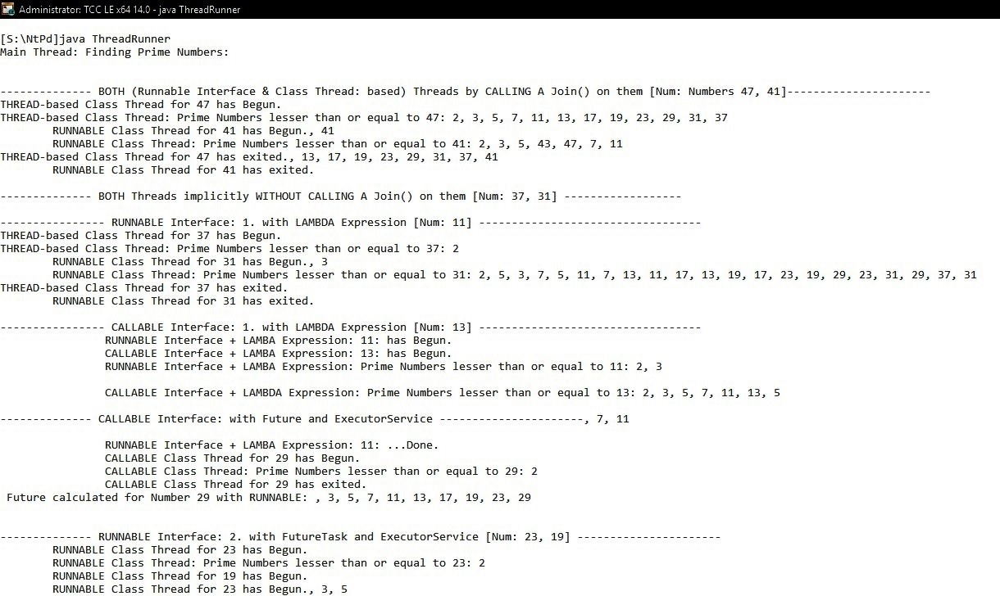 Administrator: TCC LE x64 14.0 - java ThreadRunner
[S:\NtPd]java ThreadRunner
Main Thread: Finding Prime Numbers:
-------------- BOTH (Runnable Interface & Class Thread: based) Threads by CALLING A Join() on them [Num: Numbers 47, 41]----------------------
THREAD-based Class Thread for 47 has Begun.
THREAD-based Class Thread: Prime Numbers lesser than or equal to 47: 2, 3, 5, 7, 11, 13, 17, 19, 23, 29, 31, 37
        RUNNABLE Class Thread for 41 has Begun., 41
        RUNNABLE Class Thread: Prime Numbers lesser than or equal to 41: 2, 3, 5, 43, 47, 7, 11
THREAD-based Class Thread for 47 has exited., 13, 17, 19, 23, 29, 31, 37, 41
        RUNNABLE Class Thread for 41 has exited.
-------------- BOTH Threads implicitly WITHOUT CALLING A Join() on them [Num: 37, 31] ------------------
---------------- RUNNABLE Interface: 1. with LAMBDA Expression [Num: 11] ----------------------------------
THREAD-based Class Thread for 37 has Begun.
THREAD-based Class Thread: Prime Numbers lesser than or equal to 37: 2
        RUNNABLE Class Thread for 31 has Begun., 3
        RUNNABLE Class Thread: Prime Numbers lesser than or equal to 31: 2, 5, 3, 7, 5, 11, 7, 13, 11, 17, 13, 19, 17, 23, 19, 29, 23, 31, 29, 37, 31
THREAD-based Class Thread for 37 has exited.
        RUNNABLE Class Thread for 31 has exited.
---------------- CALLABLE Interface: 1. with LAMBDA Expression [Num: 13] ----------------------------------
                RUNNABLE Interface + LAMBA Expression: 11: has Begun.
                CALLABLE Interface + LAMBA Expression: 13: has Begun.
                RUNNABLE Interface + LAMBA Expression: Prime Numbers lesser than or equal to 11: 2, 3
                CALLABLE Interface + LAMBDA Expression: Prime Numbers lesser than or equal to 13: 2, 3, 5, 7, 11, 13, 5
-------------- CALLABLE Interface: with Future and ExecutorService ----------------------, 7, 11
                RUNNABLE Interface + LAMBA Expression: 11: ...Done.
                CALLABLE Class Thread for 29 has Begun.
                CALLABLE Class Thread: Prime Numbers lesser than or equal to 29: 2
                CALLABLE Class Thread for 29 has exited.
 Future calculated for Number 29 with RUNNABLE: , 3, 5, 7, 11, 13, 17, 19, 23, 29
-------------- RUNNABLE Interface: 2. with FutureTask and ExecutorService [Num: 23, 19] ----------------------
        RUNNABLE Class Thread for 23 has Begun.
        RUNNABLE Class Thread: Prime Numbers lesser than or equal to 23: 2
        RUNNABLE Class Thread for 19 has Begun.
        RUNNABLE Class Thread for 23 has Begun., 3, 5